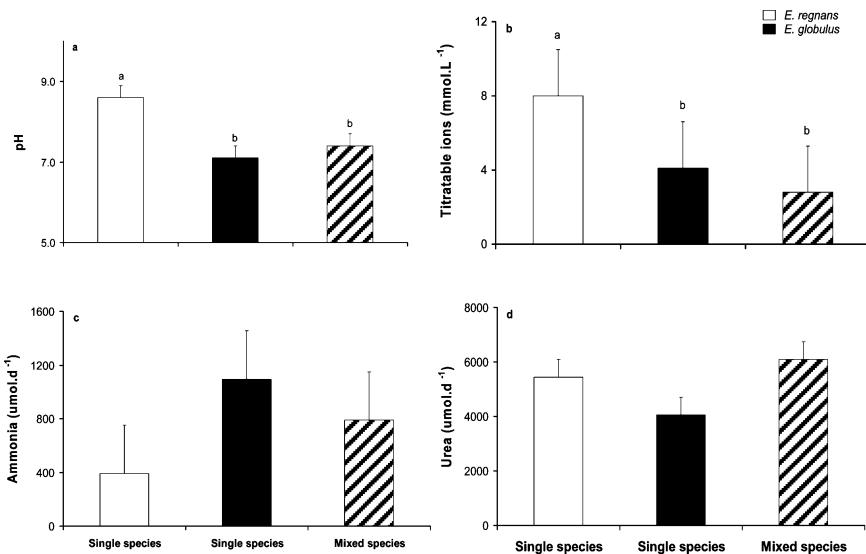 E. regnans
E. globulus
a
9.0
7.0
5.0
pH
a
b
b
b
12
8
4
0
Titratable ions (mmol.L⁻¹)
a
b
b
c
1600
1200
800
400
0
Ammonia (umol.d⁻¹)
Single species
Single species
Mixed species
d
8000
6000
4000
2000
0
Urea (umol.d⁻¹)
Single species
Single species
Mixed species